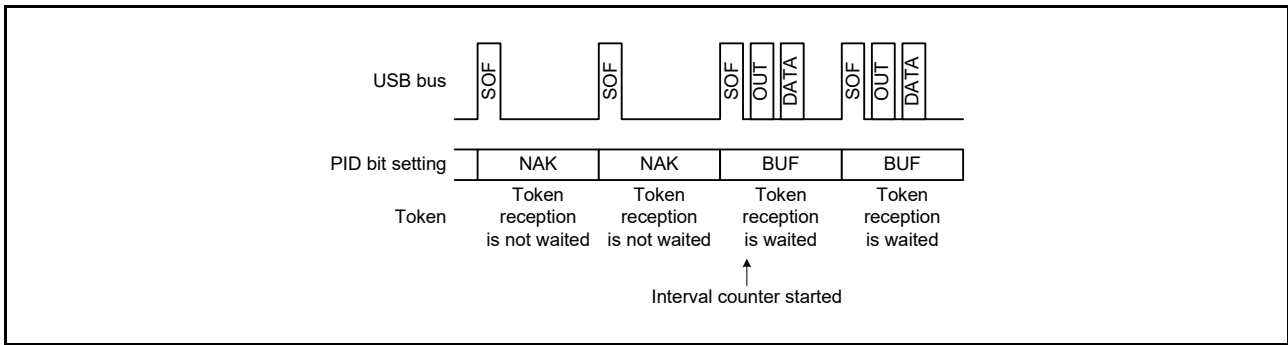 USB bus
SOF
SOF
SOF
OUT
DATA
SOF
OUT
DATA
PID bit setting
NAK
NAK
BUF
BUF
Token
Token
reception
is not waited
Token
reception
is not waited
Token
reception
is waited
Token
reception
is waited
Interval counter started